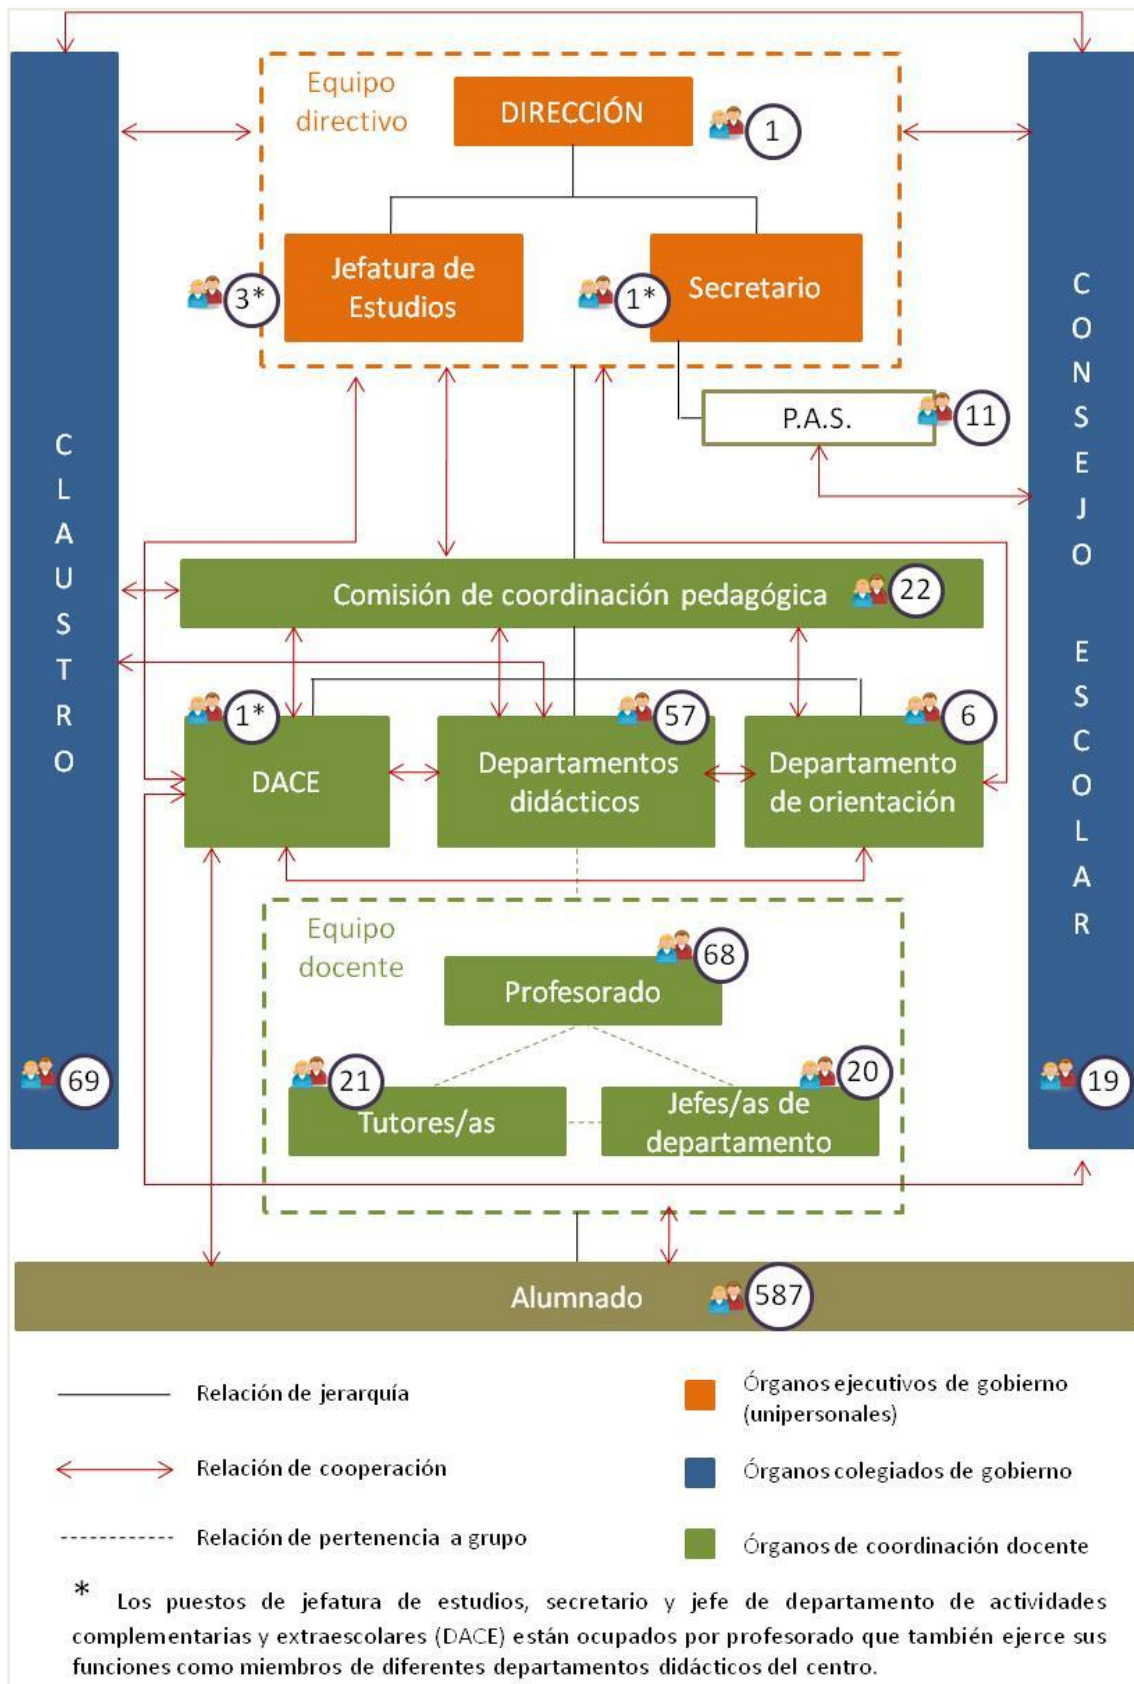 Equipo
directivo
DIRECCIÓN
1
Jefatura de
Estudios
3*
Secretario
1*
P.A.S.
11
CLAUSTRO
69
CONSEJO ESCOLAR
19
Comisión de coordinación pedagógica
22
1*
DACE
57
Departamentos
didácticos
6
Departamento
de orientación
Equipo
docente
68
Profesorado
21
Tutores/as
20
Jefes/as de
departamento
Alumnado
587
Relación de jerarquía
Relación de cooperación
Relación de pertenencia a grupo
Órganos ejecutivos de gobierno
(unipersonales)
Órganos colegiados de gobierno
Órganos de coordinación docente
* Los puestos de jefatura de estudios, secretario y jefe de departamento de actividades
complementarias y extraescolares (DACE) están ocupados por profesorado que también ejerce sus
funciones como miembros de diferentes departamentos didácticos del centro.